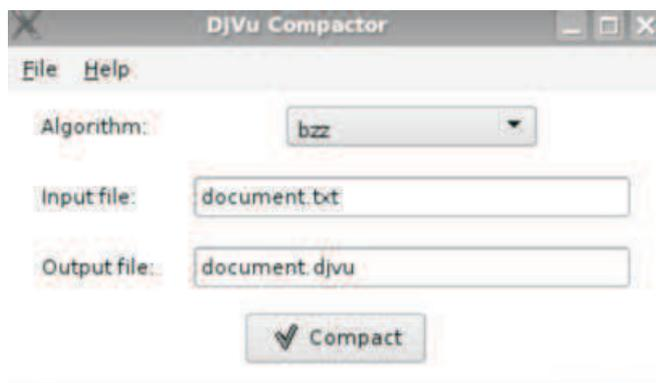 DjVu Compactor
File Help
Algorithm: bzz
Input file: document.txt
Output file: document.djvu
Compact